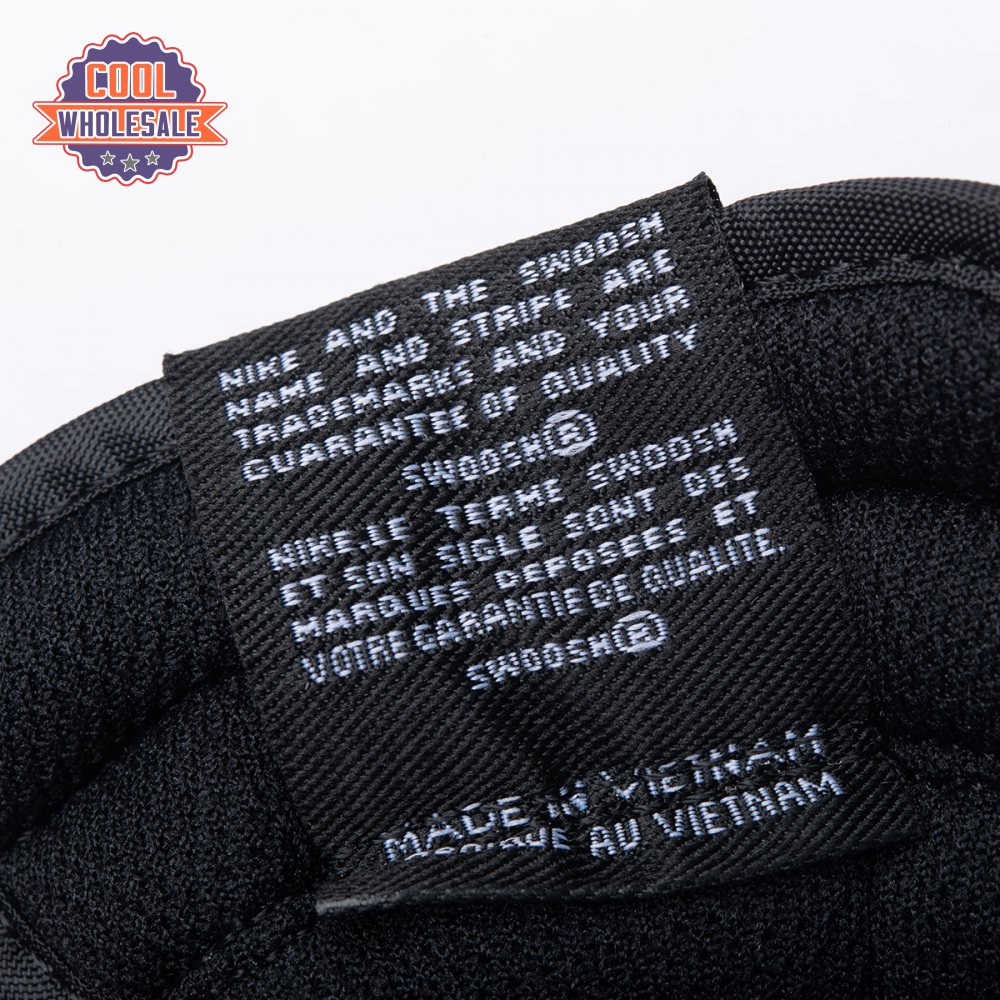 COOL
WHOLESALE
NIKE AND THE SWOOSH
NAME AND STRIPE ARE
TRADEMARKS AND YOUR
GUARANTEE OF QUALITY
SWOOSH®
NIKE.LE TERME SWOOSH
ET SON SIGLE SONT DES
MARQUES DEPOSEES ET
VOTRE GARANTIE DE QUALITE.
SWOOSH®
MADE IN VIETNAM
AU VIETNAM